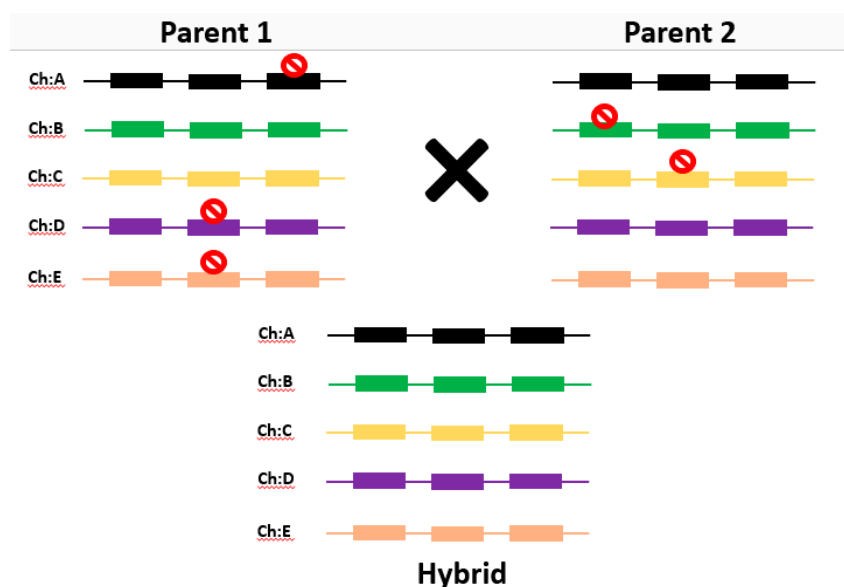 Parent 1
Parent 2
Ch:A
Ch:B
Ch:C
Ch:D
Ch:E
Ch:A
Ch:B
Ch:C
Ch:D
Ch:E
Hybrid